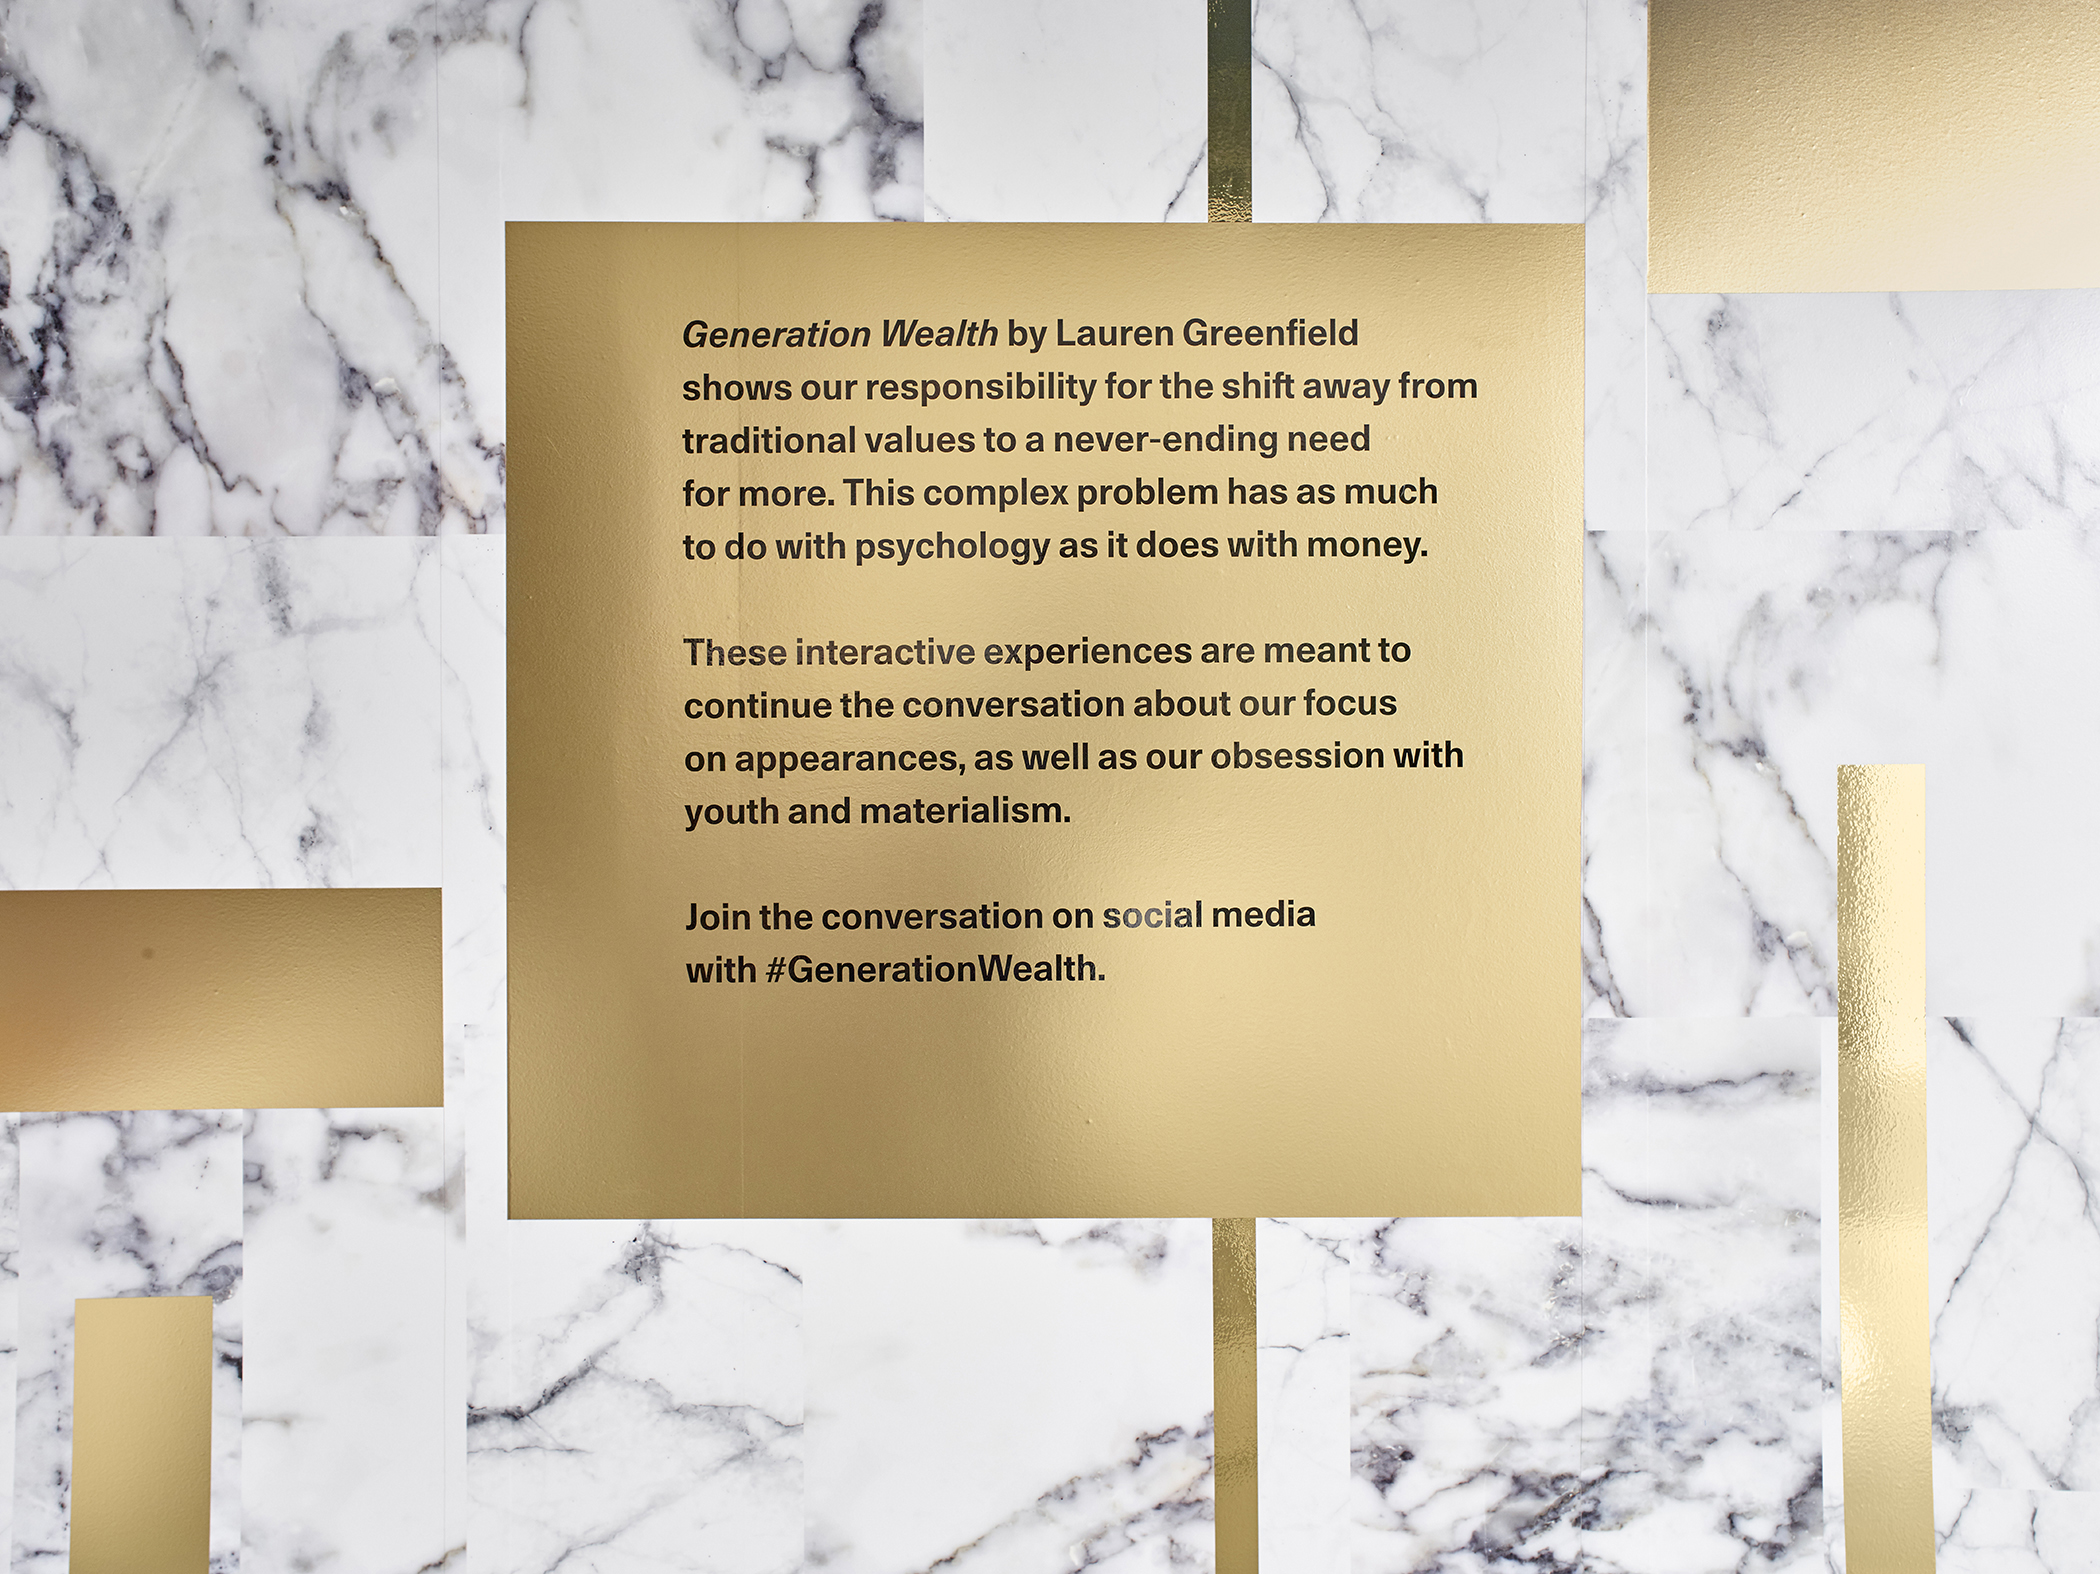 Generation Wealth by Lauren Greenfield
shows our responsibility for the shift away from
traditional values to a never-ending need
for more. This complex problem has as much
to do with psychology as it does with money.
These interactive experiences are meant to
continue the conversation about our focus
on appearances, as well as our obsession with
youth and materialism.
Join the conversation on social media
with #GenerationWealth.